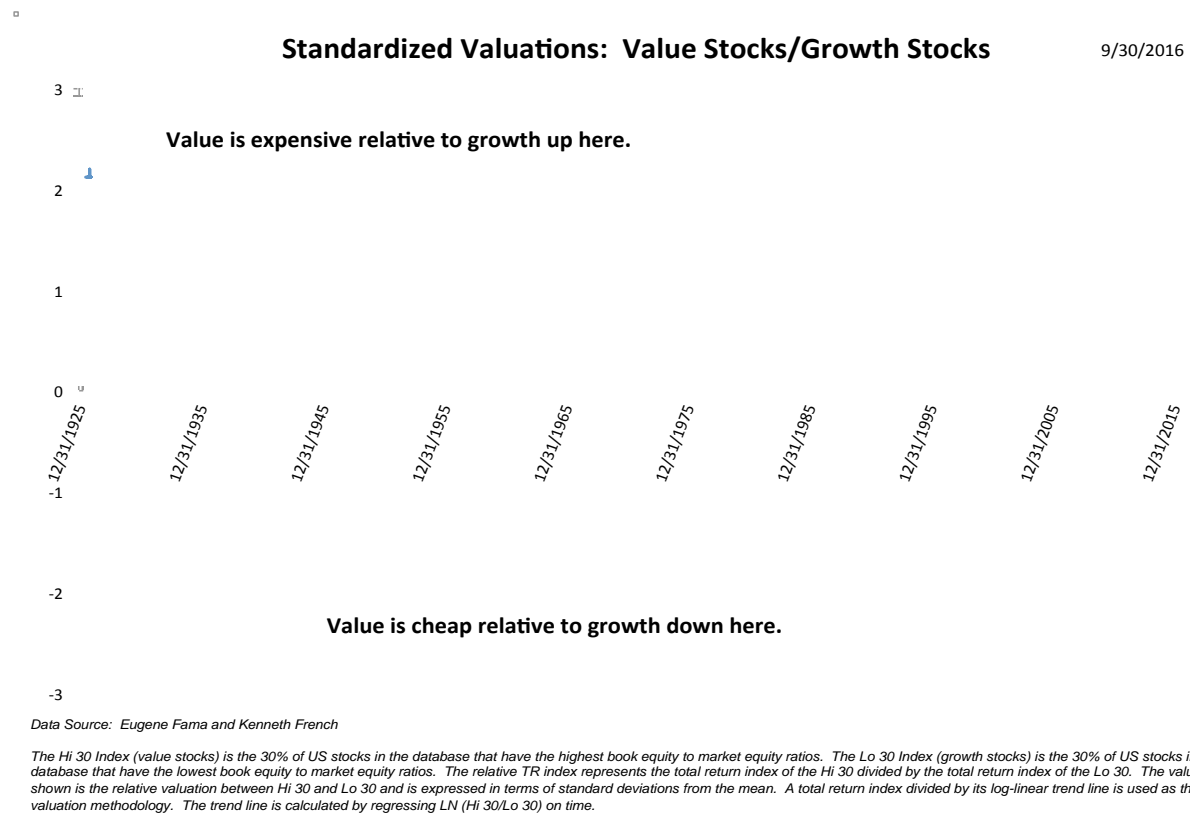 Standardized Valuations:  Value Stocks/Growth Stocks
9/30/2016
3
Value is expensive relative to growth up here.
2
1
0
12/31/1925
12/31/1935
12/31/1945
12/31/1955
12/31/1965
12/31/1975
12/31/1985
12/31/1995
12/31/2005
12/31/2015
-1
-2
Value is cheap relative to growth down here.
-3
Data Source:  Eugene Fama and Kenneth French
The Hi 30 Index (value stocks) is the 30% of US stocks in the database that have the highest book equity to market equity ratios.  The Lo 30 Index (growth stocks) is the 30% of US stocks
database that have the lowest book equity to market equity ratios.  The relative TR index represents the total return index of the Hi 30 divided by the total return index of the Lo 30.  The
shown is the relative valuation between Hi 30 and Lo 30 and is expressed in terms of standard deviations from the mean.  A total return index divided by its log-linear trend line is used as
valuation methodology.  The trend line is calculated by regressing LN (Hi 30/Lo 30) on time.